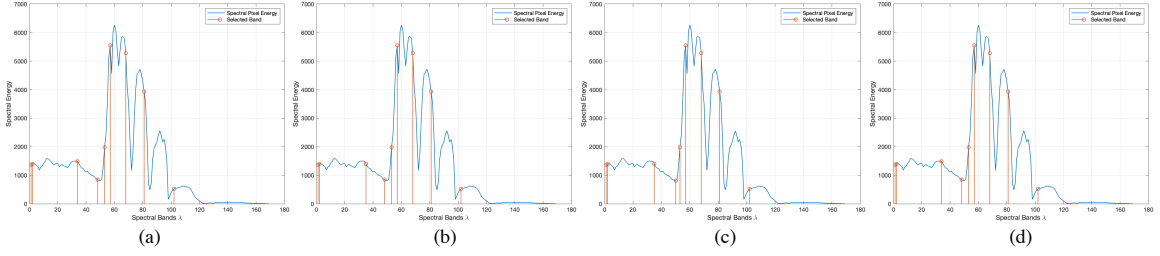 7000
6000
5000
4000
3000
2000
1000
0
Spectral Energy
Spectral Pixel Energy
Selected Band
0 20 40 60 80 100 120 140 160 180
Spectral Bands λ
(a)
7000
6000
5000
4000
3000
2000
1000
0
Spectral Energy
Spectral Pixel Energy
Selected Band
0 20 40 60 80 100 120 140 160 180
Spectral Bands λ
(b)
7000
6000
5000
4000
3000
2000
1000
0
Spectral Energy
Spectral Pixel Energy
Selected Band
0 20 40 60 80 100 120 140 160 180
Spectral Bands λ
(c)
7000
6000
5000
4000
3000
2000
1000
0
Spectral Energy
Spectral Pixel Energy
Selected Band
0 20 40 60 80 100 120 140 160 180
Spectral Bands λ
(d)